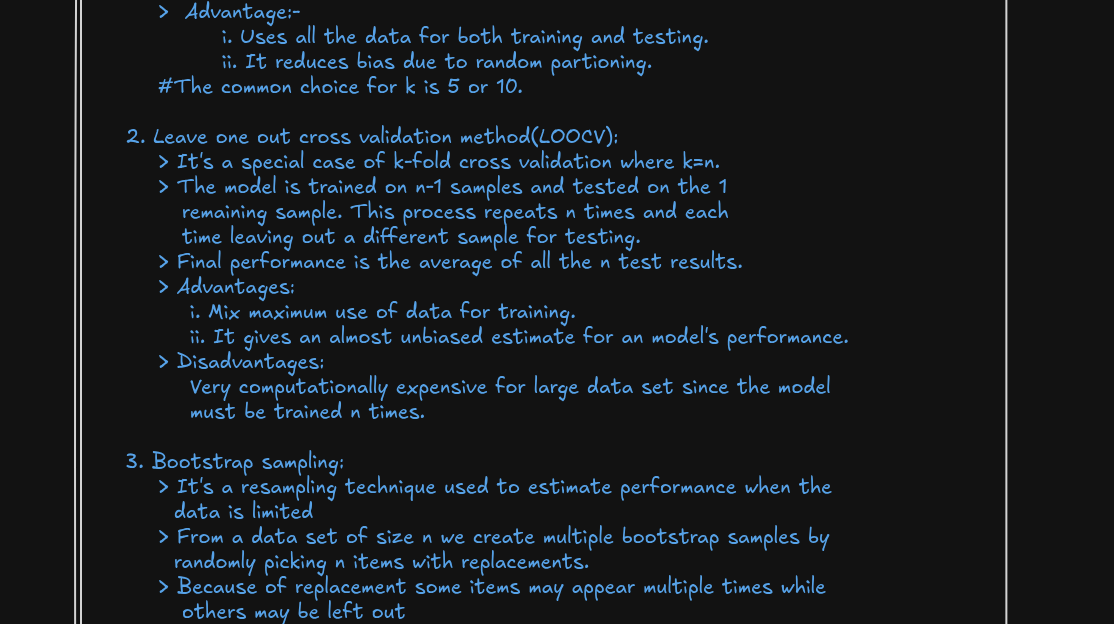 > Advantage:-
i. Uses all the data for both training and testing.
ii. It reduces bias due to random partioning.
#The common choice for k is 5 or 10.
2. Leave one out cross validation method(LOOCV):
> It's a special case of k-fold cross validation where k=n.
> The model is trained on n-1 samples and tested on the 1
remaining sample. This process repeats n times and each
time leaving out a different sample for testing.
> Final performance is the average of all the n test results.
> Advantages:
i. Mix maximum use of data for training.
ii. It gives an almost unbiased estimate for an model's performance.
> Disadvantages:
Very computationally expensive for large data set since the model
must be trained n times.
3. Bootstrap sampling:
> It's a resampling technique used to estimate performance when the
data is limited
> From a data set of size n we create multiple bootstrap samples by
randomly picking n items with replacements.
> Because of replacement some items may appear multiple times while
others may be left out